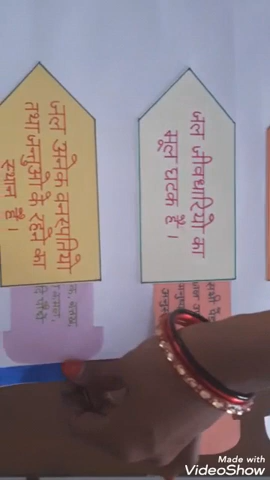 जल जीवधारियो का
मूल घटक है।
जल अनेक वनस्पतियो
तथा जन्तुओ के रहने का
स्थान है।
Made with
VideoShow